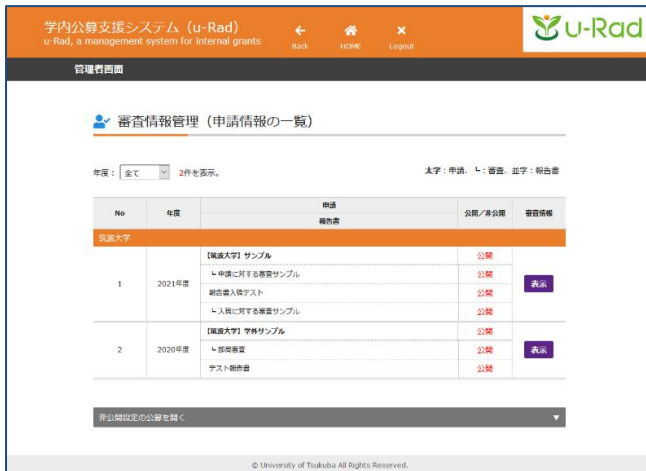 学内公募支援システム（u-Rad）
u-Rad, a management system for internal grants
Back
HOME
Logout
u-Rad
管理者画面
審査情報管理（申請情報の一覧）
年度： 全て 2件を表示。
太字：申請、┗：審査、並字：報告書
No 年度 申請 公開／非公開 審査情報
報告書
筑波大学
1 2021年度 【筑波大学】サンプル 公開 表示
┗申請に対する審査サンプル 公開
報告書入稿テスト 公開
┗入稿に対する審査サンプル 公開
2 2020年度 【筑波大学】学外サンプル 公開 表示
┗部局審査 公開
テスト報告書 公開
非公開設定の公募を開く ▼
© University of Tsukuba All Rights Reserved.